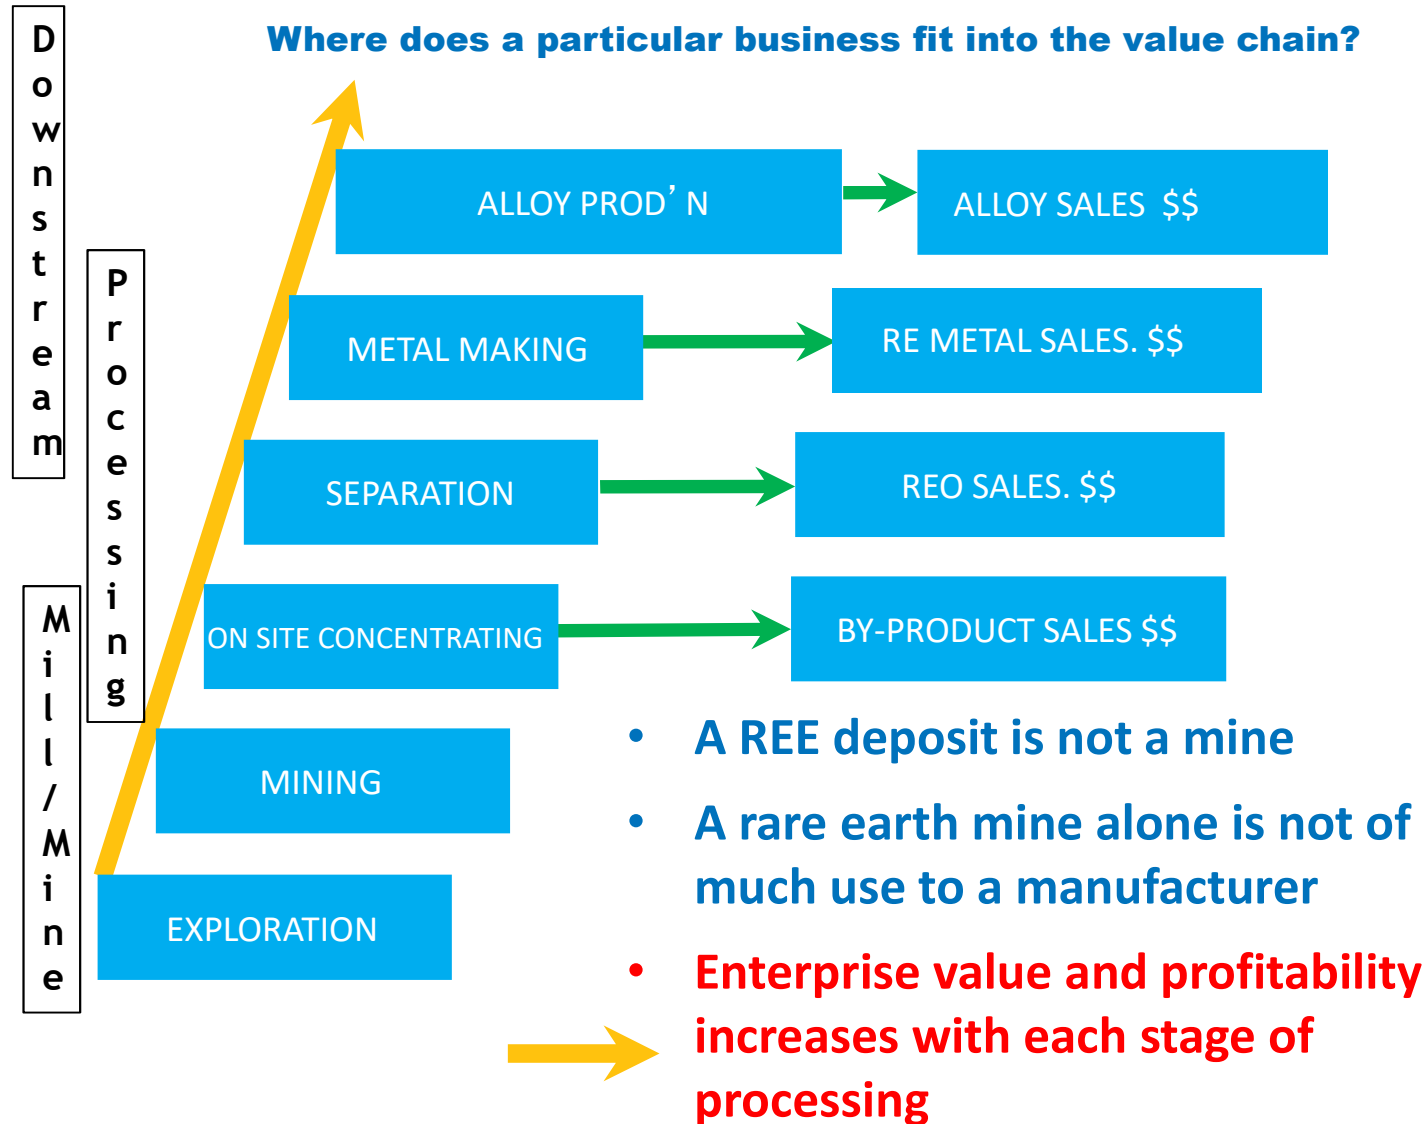 Where does a particular business fit into the value chain?
Downstream
Processing
Mill/Mine
ALLOY PROD’ N
ALLOY SALES $$
METAL MAKING
RE METAL SALES. $$
SEPARATION
REO SALES. $$
ON SITE CONCENTRATING
BY-PRODUCT SALES $$
MINING
EXPLORATION
• A REE deposit is not a mine
• A rare earth mine alone is not of
much use to a manufacturer
• Enterprise value and profitability
increases with each stage of
processing